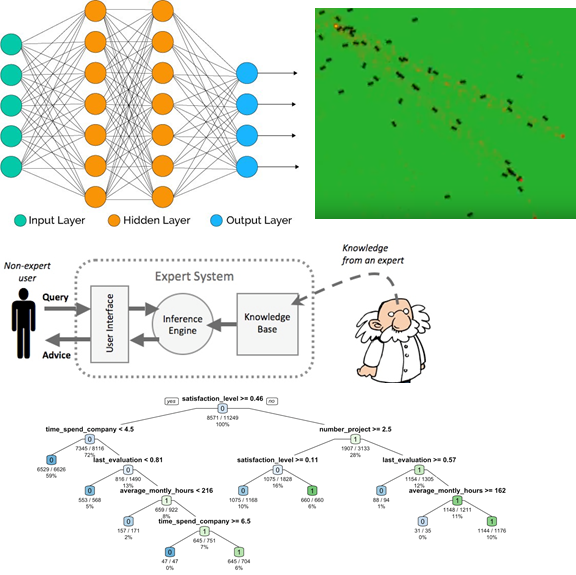 Input Layer
Hidden Layer
Output Layer
Non-expert
user
Query
Advice
Expert System
User Interface
Inference
Engine
Knowledge
Base
Knowledge
from an expert
yes
satisfaction_level >= 0.46
no
0
8571 / 11249
100%
time_spend_company < 4.5
number_project >= 2.5
0
7345 / 8116
72%
1
1907 / 3133
28%
last_evaluation < 0.81
satisfaction_level >= 0.11
last_evaluation >= 0.57
0
6529 / 6626
59%
0
816 / 1490
13%
0
1075 / 1828
16%
1
1154 / 1305
12%
average_montly_hours < 216
average_montly_hours >= 162
0
553 / 568
5%
1
659 / 922
8%
0
1075 / 1168
10%
1
660 / 660
6%
0
88 / 94
1%
1
1148 / 1211
11%
time_spend_company >= 6.5
0
157 / 171
2%
1
645 / 751
7%
0
31 / 35
0%
1
1144 / 1176
10%
0
47 / 47
0%
1
645 / 704
6%